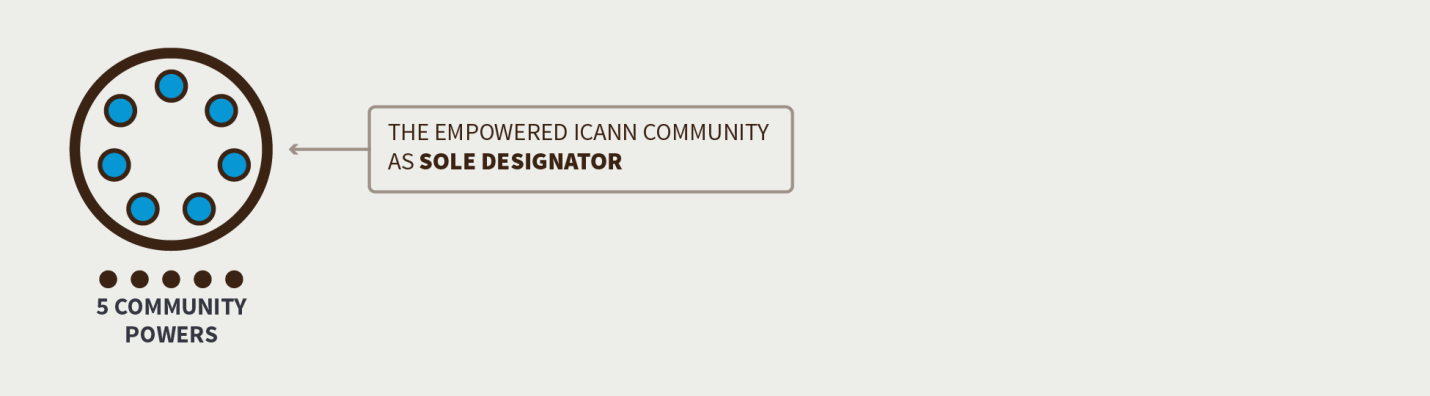 THE EMPOWERED ICANN COMMUNITY
AS SOLE DESIGNATOR
5 COMMUNITY
POWERS